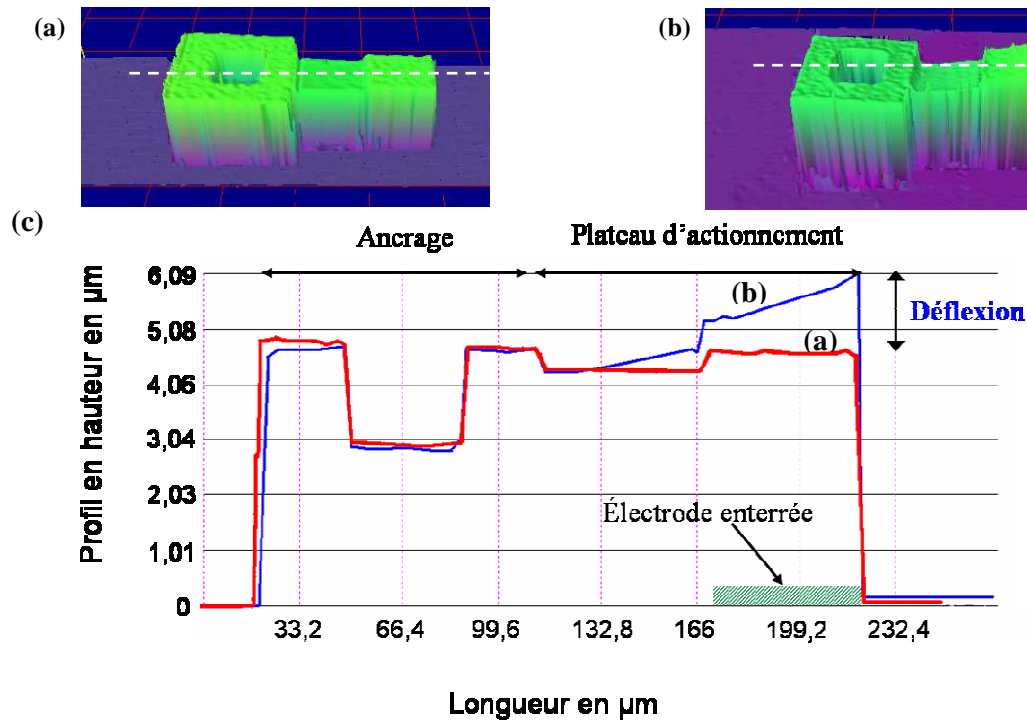 (a)
(b)
(c)
Ancrage
Plateau d'actionnement
Profil en hauteur en µm
6,09
5,08
4,06
3,04
2,03
1,01
0
(b)
(a)
Déflexion
Électrode enterrée
33,2
66,4
99,6
132,8
166
199,2
232,4
Longueur en µm